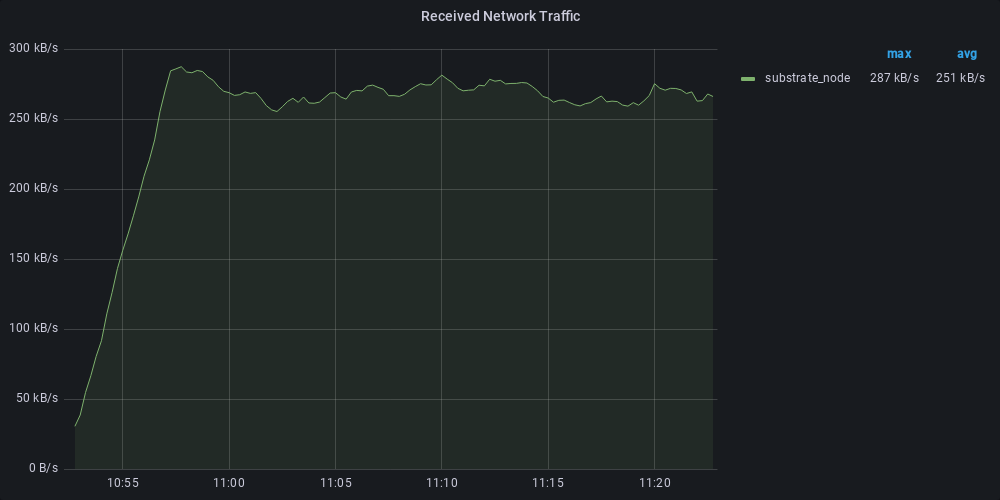 Received Network Traffic
max avg
substrate_node 287 kB/s 251 kB/s
300 kB/s
250 kB/s
200 kB/s
150 kB/s
100 kB/s
50 kB/s
0 B/s
10:55 11:00 11:05 11:10 11:15 11:20